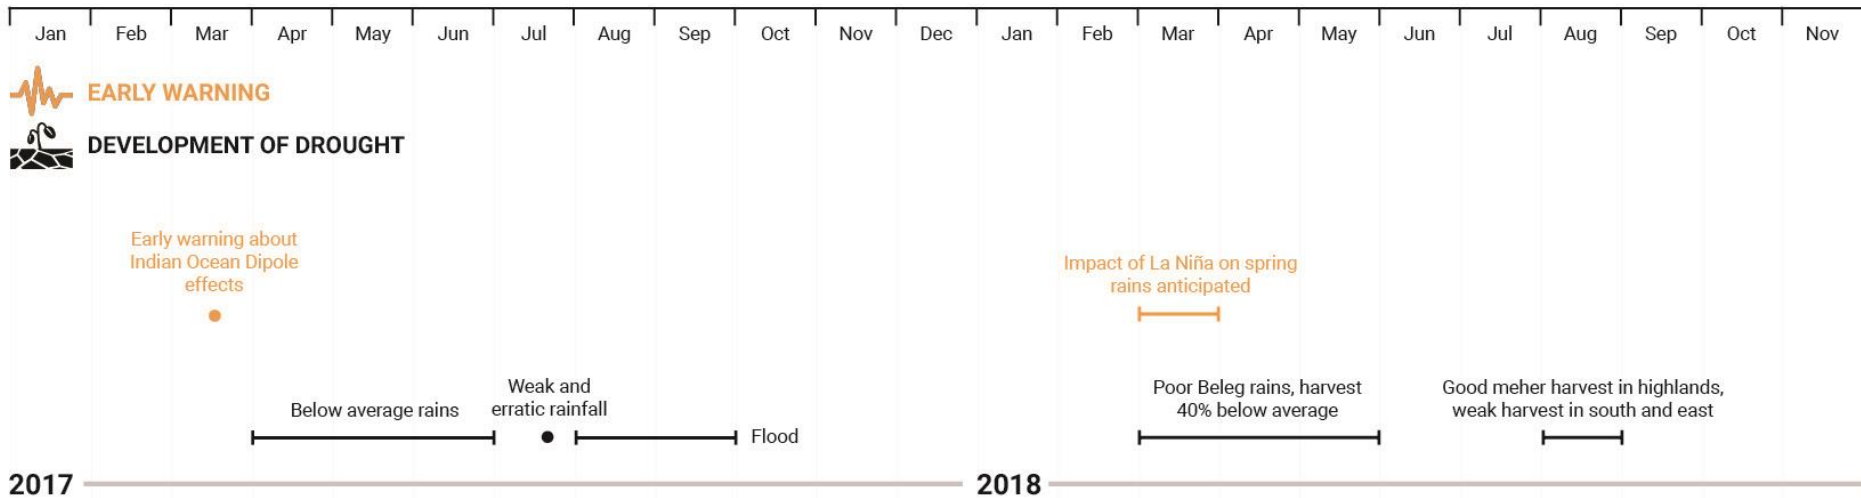 Jan Feb Mar Apr May Jun Jul Aug Sep Oct Nov Dec Jan Feb Mar Apr May Jun Jul Aug Sep Oct Nov
EARLY WARNING
DEVELOPMENT OF DROUGHT
Early warning about
Indian Ocean Dipole
effects
Impact of La Niña on spring
rains anticipated
Below average rains
Weak and
erratic rainfall
Flood
Poor Beleg rains, harvest
40% below average
Good meher harvest in highlands,
weak harvest in south and east
2017
2018